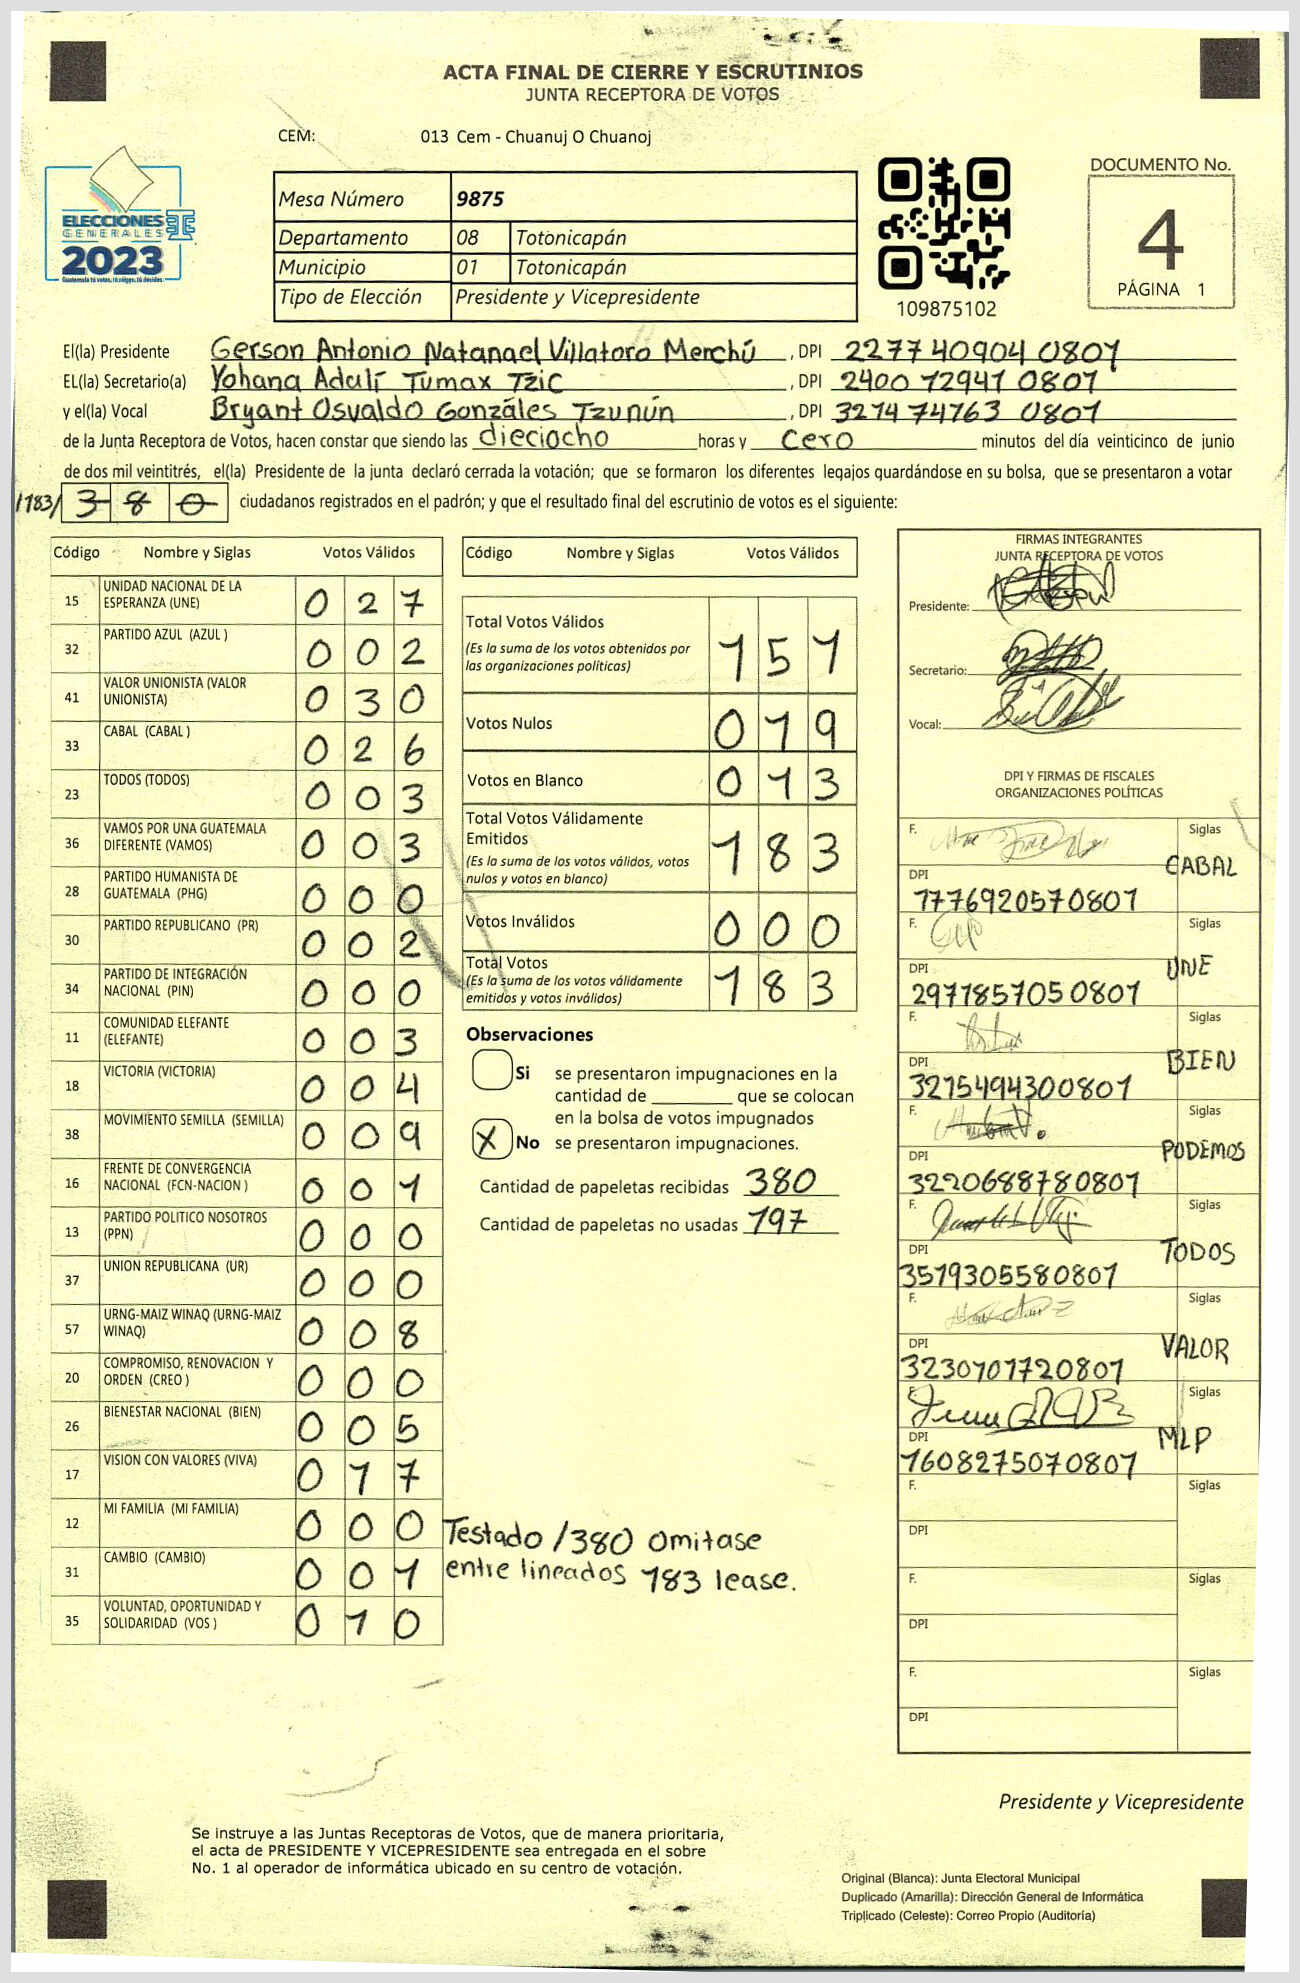 ACTA FINAL DE CIERRE Y ESCRUTINIOS
JUNTA RECEPTORA DE VOTOS
CEM: 013 Cem - Chuanuj O Chuanoj
ELECCIONES
GENERALES
2023
Guatemala tú votas, tú eliges, tú decides.
Mesa Número 9875
Departamento 08 Totonicapán
Municipio 01 Totonicapán
Tipo de Elección Presidente y Vicepresidente
109875102
DOCUMENTO No.
4
PÁGINA 1
El(la) Presidente Gerson Antonio Natanael Villatoro Merchú , DPI 2277 40904 0801
EL(la) Secretario(a) Yohana Adalí Tumax Tzic , DPI 2400 72941 0801
y el(la) Vocal Bryant Osvaldo Gonzáles Tzunún , DPI 3214 74763 0801
de la Junta Receptora de Votos, hacen constar que siendo las dieciocho horas y cero minutos del día veinticinco de junio
de dos mil veintitrés, el(la) Presidente de la junta declaró cerrada la votación; que se formaron los diferentes legajos guardándose en su bolsa, que se presentaron a votar
183/ 3 8 0 ciudadanos registrados en el padrón; y que el resultado final del escrutinio de votos es el siguiente:
Código Nombre y Siglas Votos Válidos
15 UNIDAD NACIONAL DE LA ESPERANZA (UNE) 0 2 7
32 PARTIDO AZUL (AZUL ) 0 0 2
41 VALOR UNIONISTA (VALOR UNIONISTA) 0 3 0
33 CABAL (CABAL ) 0 2 6
23 TODOS (TODOS) 0 0 3
36 VAMOS POR UNA GUATEMALA DIFERENTE (VAMOS) 0 0 3
28 PARTIDO HUMANISTA DE GUATEMALA (PHG) 0 0 0
30 PARTIDO REPUBLICANO (PR) 0 0 2
34 PARTIDO DE INTEGRACIÓN NACIONAL (PIN) 0 0 0
11 COMUNIDAD ELEFANTE (ELEFANTE) 0 0 3
18 VICTORIA (VICTORIA) 0 0 4
38 MOVIMIENTO SEMILLA (SEMILLA) 0 0 9
16 FRENTE DE CONVERGENCIA NACIONAL (FCN-NACION ) 0 0 1
13 PARTIDO POLITICO NOSOTROS (PPN) 0 0 0
37 UNION REPUBLICANA (UR) 0 0 0
57 URNG-MAIZ WINAQ (URNG-MAIZ WINAQ) 0 0 8
20 COMPROMISO, RENOVACION Y ORDEN (CREO ) 0 0 0
26 BIENESTAR NACIONAL (BIEN) 0 0 5
17 VISION CON VALORES (VIVA) 0 1 7
12 MI FAMILIA (MI FAMILIA) 0 0 0
31 CAMBIO (CAMBIO) 0 0 1
35 VOLUNTAD, OPORTUNIDAD Y SOLIDARIDAD (VOS ) 0 1 0
Código Nombre y Siglas Votos Válidos
Total Votos Válidos 1 5 1
(Es la suma de los votos obtenidos por
las organizaciones políticas)
Votos Nulos 0 1 9
Votos en Blanco 0 1 3
Total Votos Válidamente
Emitidos 1 8 3
(Es la suma de los votos válidos, votos
nulos y votos en blanco)
Votos Inválidos 0 0 0
Total Votos 1 8 3
(Es la suma de los votos válidamente
emitidos y votos inválidos)
Observaciones
Si se presentaron impugnaciones en la
cantidad de ________ que se colocan
en la bolsa de votos impugnados
X No se presentaron impugnaciones.
Cantidad de papeletas recibidas 380
Cantidad de papeletas no usadas 197
Testado /380 omitase
entre lineados 183 lease.
FIRMAS INTEGRANTES
JUNTA RECEPTORA DE VOTOS
Presidente:
Secretario:
Vocal:
DPI Y FIRMAS DE FISCALES
ORGANIZACIONES POLÍTICAS
F. Siglas
CABAL
DPI
1776920570801
F. Siglas
UNE
DPI
2971857050801
F. Siglas
BIEN
DPI
3215494300801
F. Siglas
PODEMOS
DPI
3220688780801
F. Siglas
TODOS
DPI
3519305580801
F. Siglas
VALOR
DPI
3230701720801
Siglas
MLP
DPI
1608275070801
F. Siglas
DPI
F. Siglas
DPI
F. Siglas
DPI
Presidente y Vicepresidente
Se instruye a las Juntas Receptoras de Votos, que de manera prioritaria,
el acta de PRESIDENTE Y VICEPRESIDENTE sea entregada en el sobre
No. 1 al operador de informática ubicado en su centro de votación.
Original (Blanca): Junta Electoral Municipal
Duplicado (Amarilla): Dirección General de Informática
Triplicado (Celeste): Correo Propio (Auditoría)